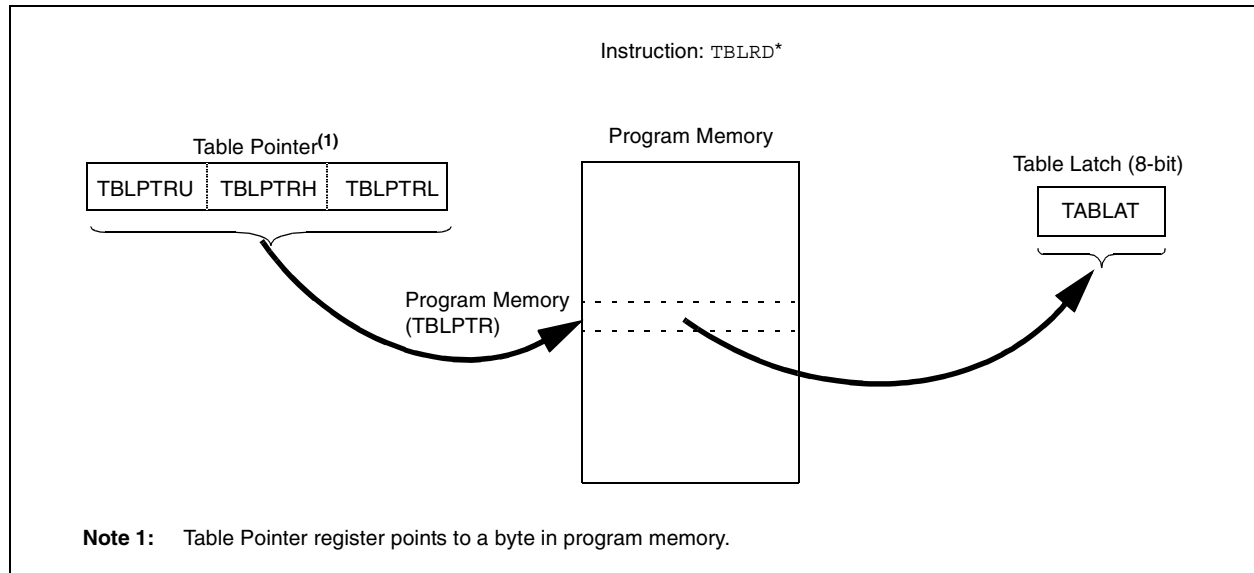 Instruction: TBLRD*
Table Pointer(1)
TBLPTRU TBLPTRH TBLPTRL
Program Memory
Table Latch (8-bit)
TABLAT
Program Memory
(TBLPTR)
Note 1: Table Pointer register points to a byte in program memory.